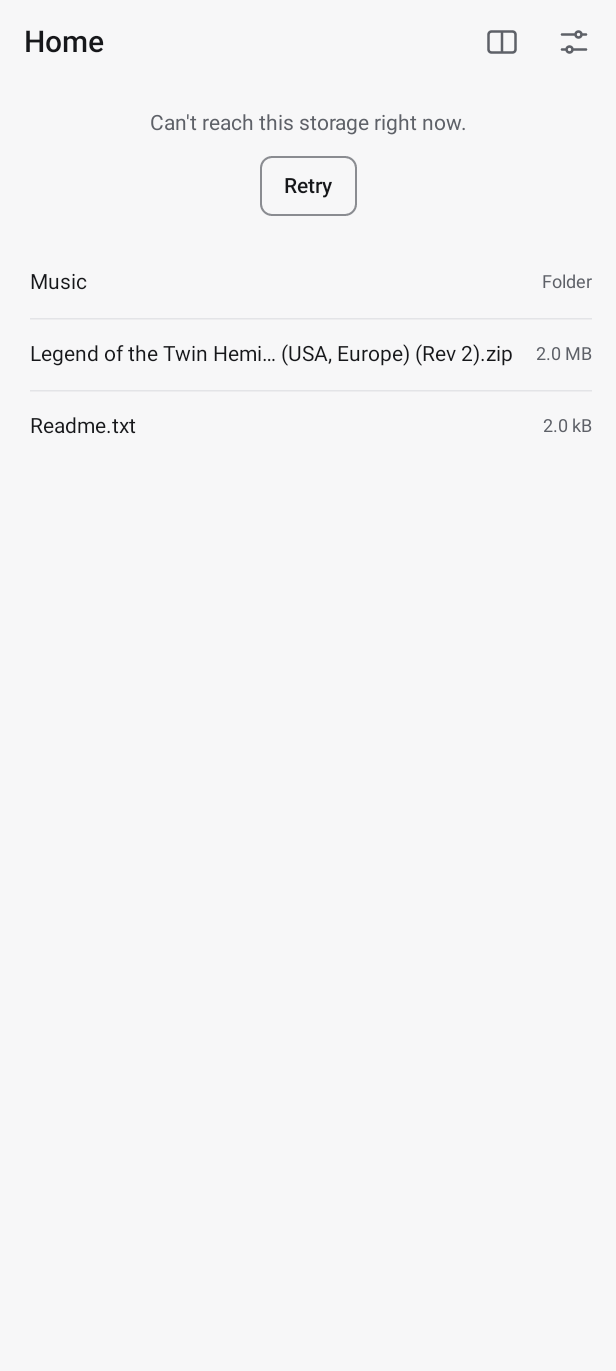 Home
Can't reach this storage right now.
Retry
Music Folder
Legend of the Twin Hemi... (USA, Europe) (Rev 2).zip 2.0 MB
Readme.txt 2.0 kB